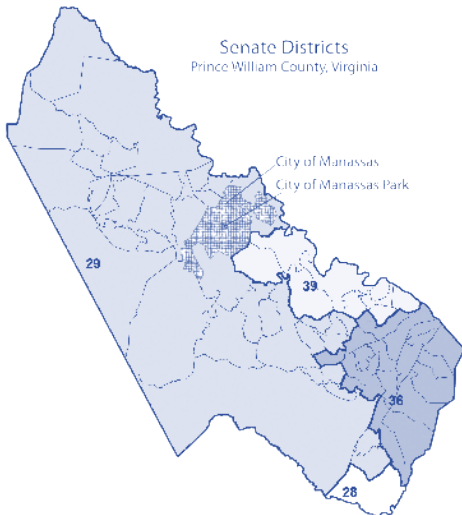 Senate Districts
Prince William County, Virginia
City of Manassas
City of Manassas Park
29
39
36
28